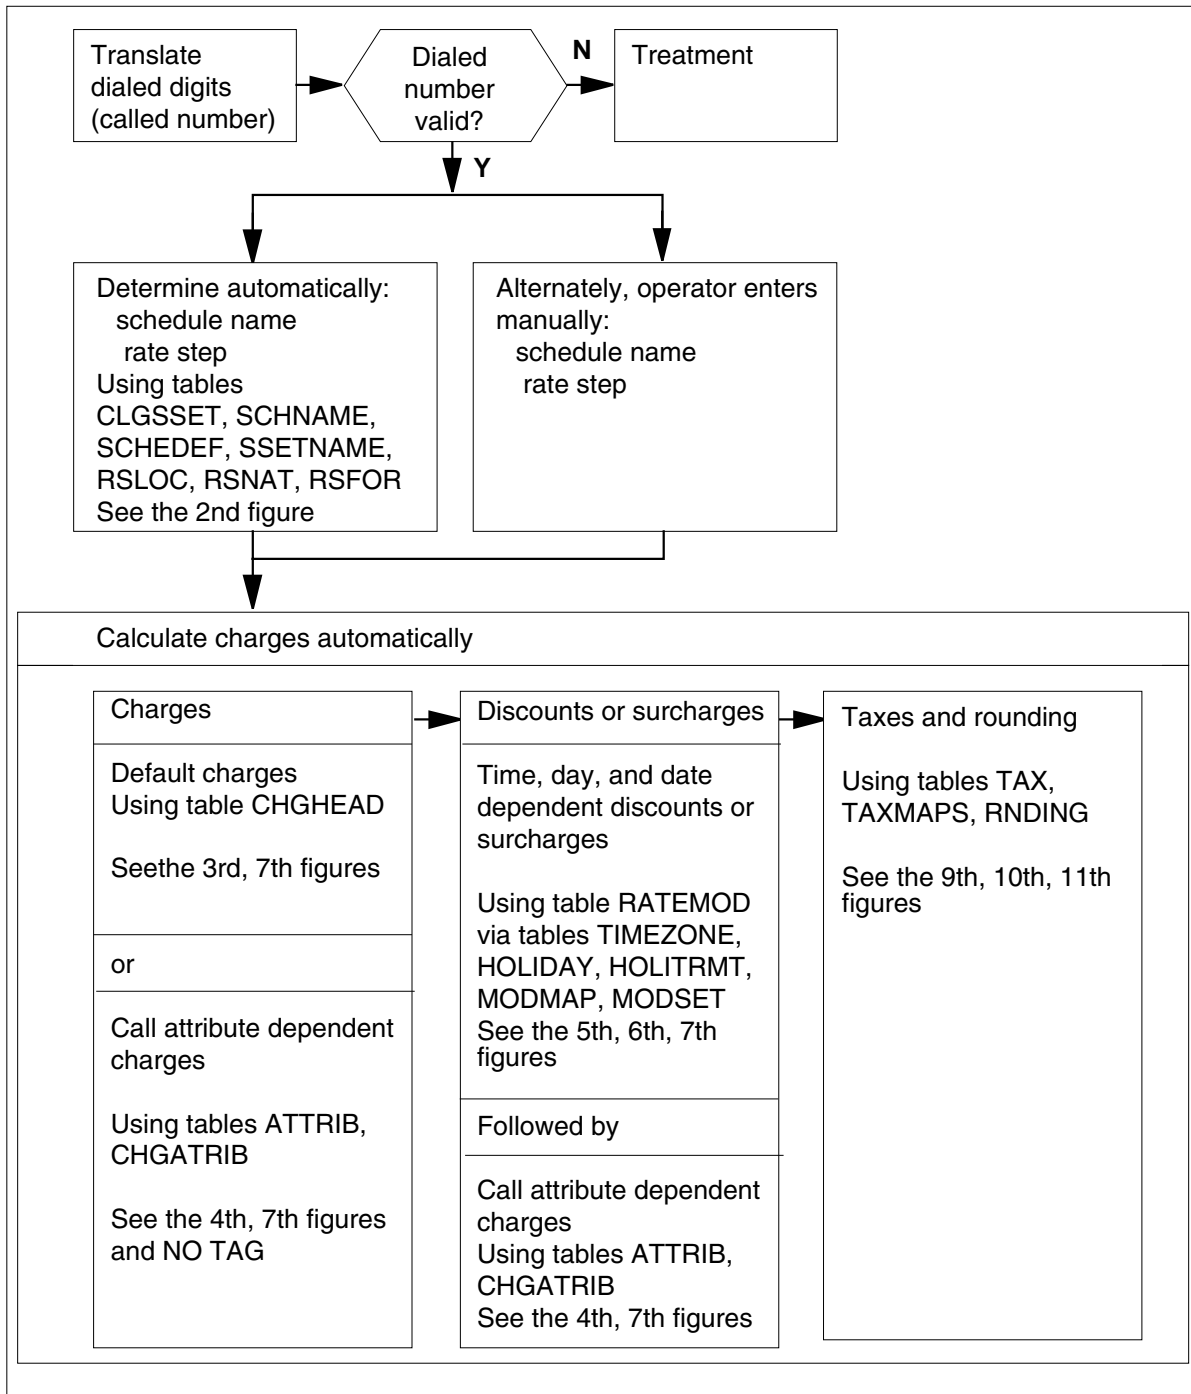 Translate
dialed digits
(called number)
Dialed
number
valid?
N
Treatment
Y
Determine automatically:
schedule name
rate step
Using tables
CLGSSET, SCHNAME,
SCHEDEF, SSETNAME,
RSLOC, RSNAT, RSFOR
See the 2nd figure
Alternately, operator enters
manually:
schedule name
rate step
Calculate charges automatically
Charges
Default charges
Using table CHGHEAD
Seethe 3rd, 7th figures
or
Call attribute dependent
charges
Using tables ATTRIB,
CHGATRIB
See the 4th, 7th figures
and NO TAG
Discounts or surcharges
Time, day, and date
dependent discounts or
surcharges
Using table RATEMOD
via tables TIMEZONE,
HOLIDAY, HOLITRMT,
MODMAP, MODSET
See the 5th, 6th, 7th
figures
Followed by
Call attribute dependent
charges
Using tables ATTRIB,
CHGATRIB
See the 4th, 7th figures
Taxes and rounding
Using tables TAX,
TAXMAPS, RNDING
See the 9th, 10th, 11th
figures